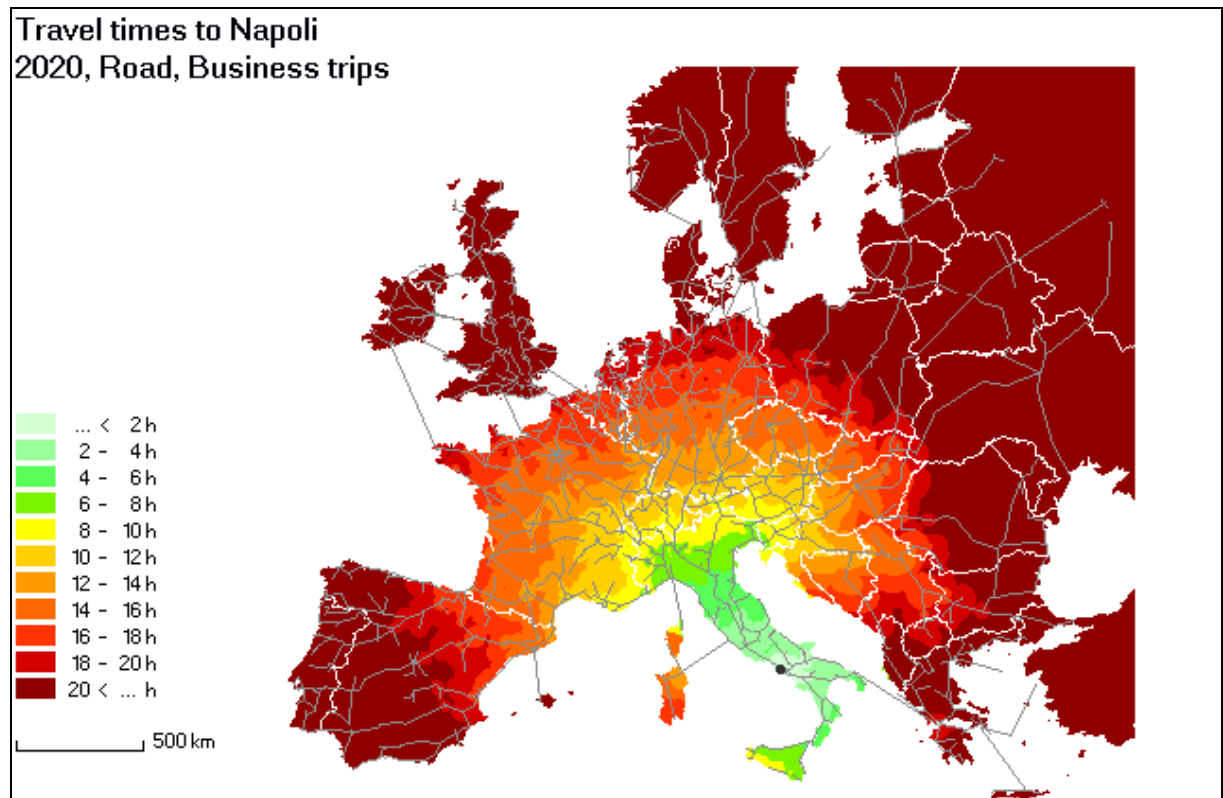 Travel times to Napoli
2020, Road, Business trips
... < 2 h
2 - 4 h
4 - 6 h
6 - 8 h
8 - 10 h
10 - 12 h
12 - 14 h
14 - 16 h
16 - 18 h
18 - 20 h
20 < ... h
500 km